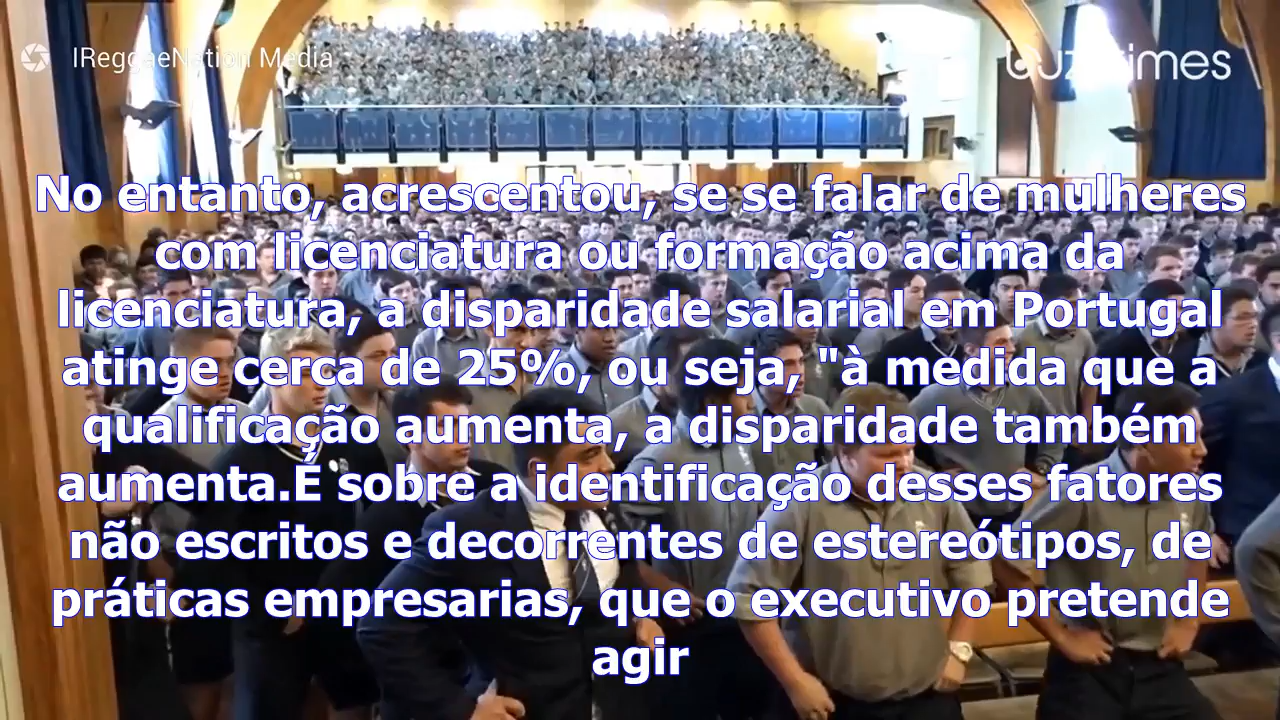 IReggaeNation Media
buzztimes
No entanto, acrescentou, se se falar de mulheres
com licenciatura ou formação acima da
licenciatura, a disparidade salarial em Portugal
atinge cerca de 25%, ou seja, "à medida que a
qualificação aumenta, a disparidade também
aumenta.É sobre a identificação desses fatores
não escritos e decorrentes de estereótipos, de
práticas empresarias, que o executivo pretende
agir